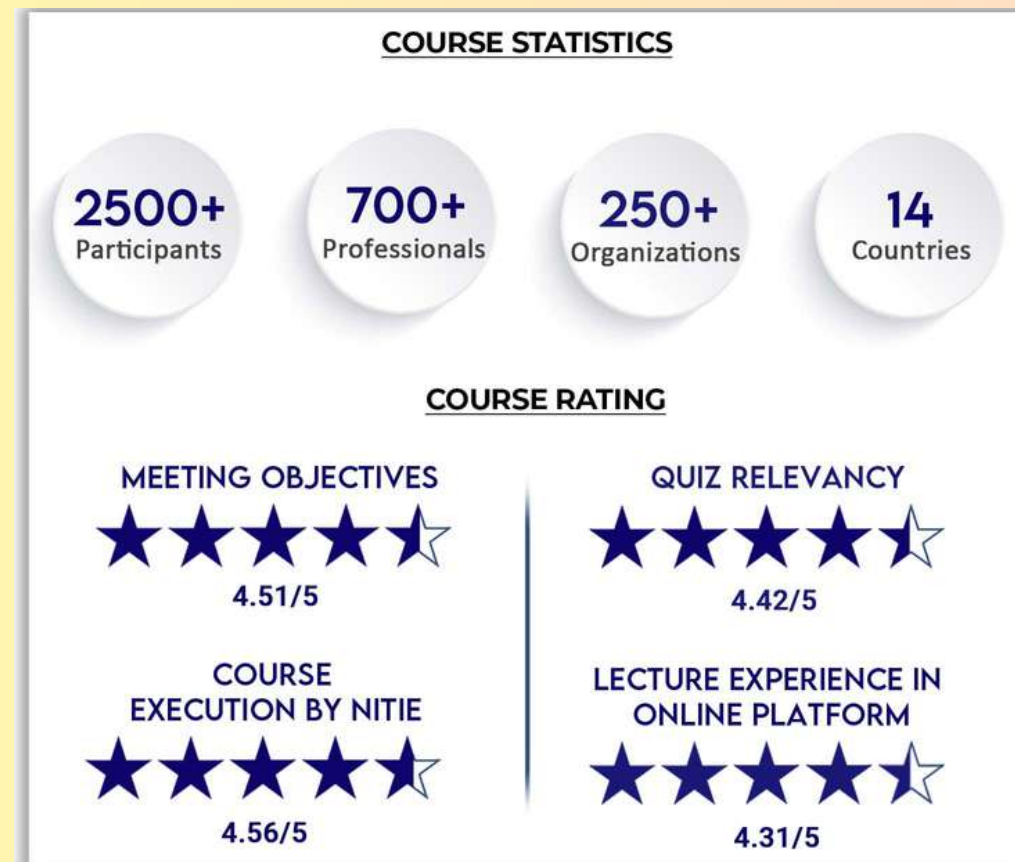 COURSE STATISTICS
2500+
Participants
700+
Professionals
250+
Organizations
14
Countries
COURSE RATING
MEETING OBJECTIVES
4.51/5
QUIZ RELEVANCY
4.42/5
COURSE
EXECUTION BY NITIE
4.56/5
LECTURE EXPERIENCE IN
ONLINE PLATFORM
4.31/5